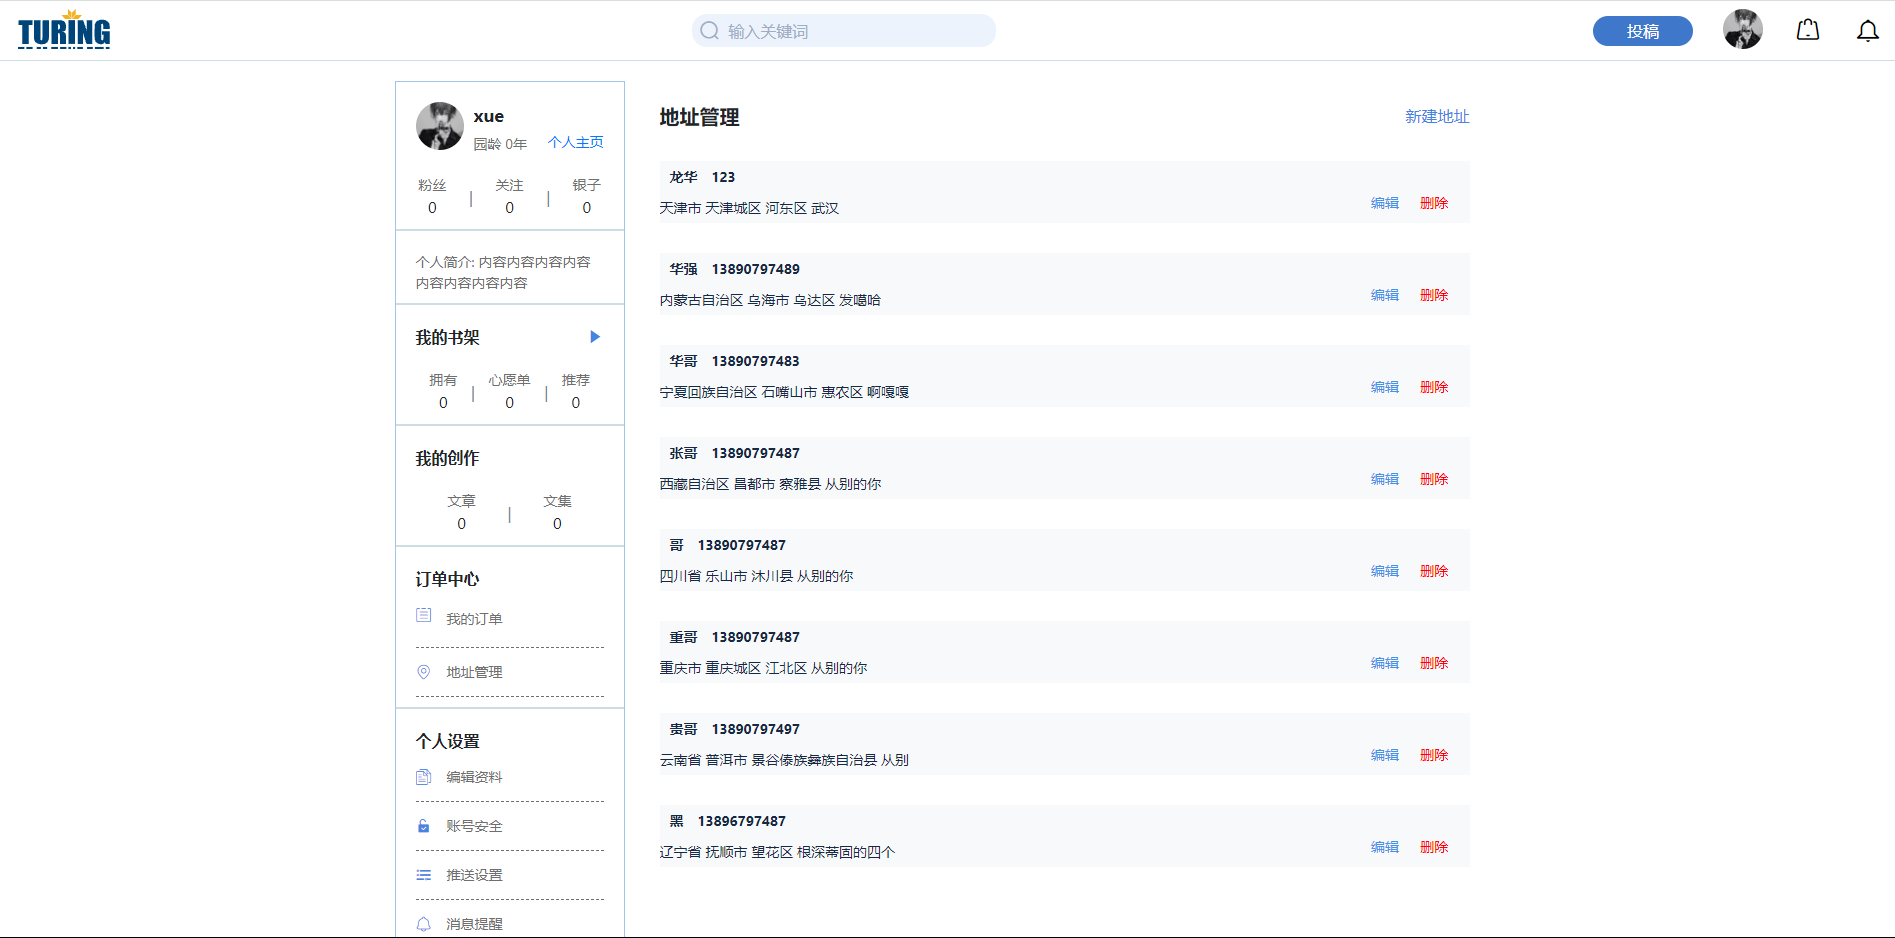 TURING
输入关键词
投稿
xue
园龄 0年 个人主页
粉丝 | 关注 | 银子
0 0 0
个人简介: 内容内容内容内容
内容内容内容内容
我的书架
拥有 | 心愿单 | 推荐
0 0 0
我的创作
文章 | 文集
0 0
订单中心
我的订单
地址管理
个人设置
编辑资料
账号安全
推送设置
消息提醒
地址管理 新建地址
龙华 123
天津市 天津城区 河东区 武汉
编辑 删除
华强 13890797489
内蒙古自治区 乌海市 乌达区 发噶哈
编辑 删除
华哥 13890797483
宁夏回族自治区 石嘴山市 惠农区 啊嘎嘎
编辑 删除
张哥 13890797487
西藏自治区 昌都市 察雅县 从别的你
编辑 删除
哥 13890797487
四川省 乐山市 沐川县 从别的你
编辑 删除
重哥 13890797487
重庆市 重庆城区 江北区 从别的你
编辑 删除
贵哥 13890797497
云南省 普洱市 景谷傣族彝族自治县 从别
编辑 删除
黑 13896797487
辽宁省 抚顺市 望花区 根深蒂固的四个
编辑 删除